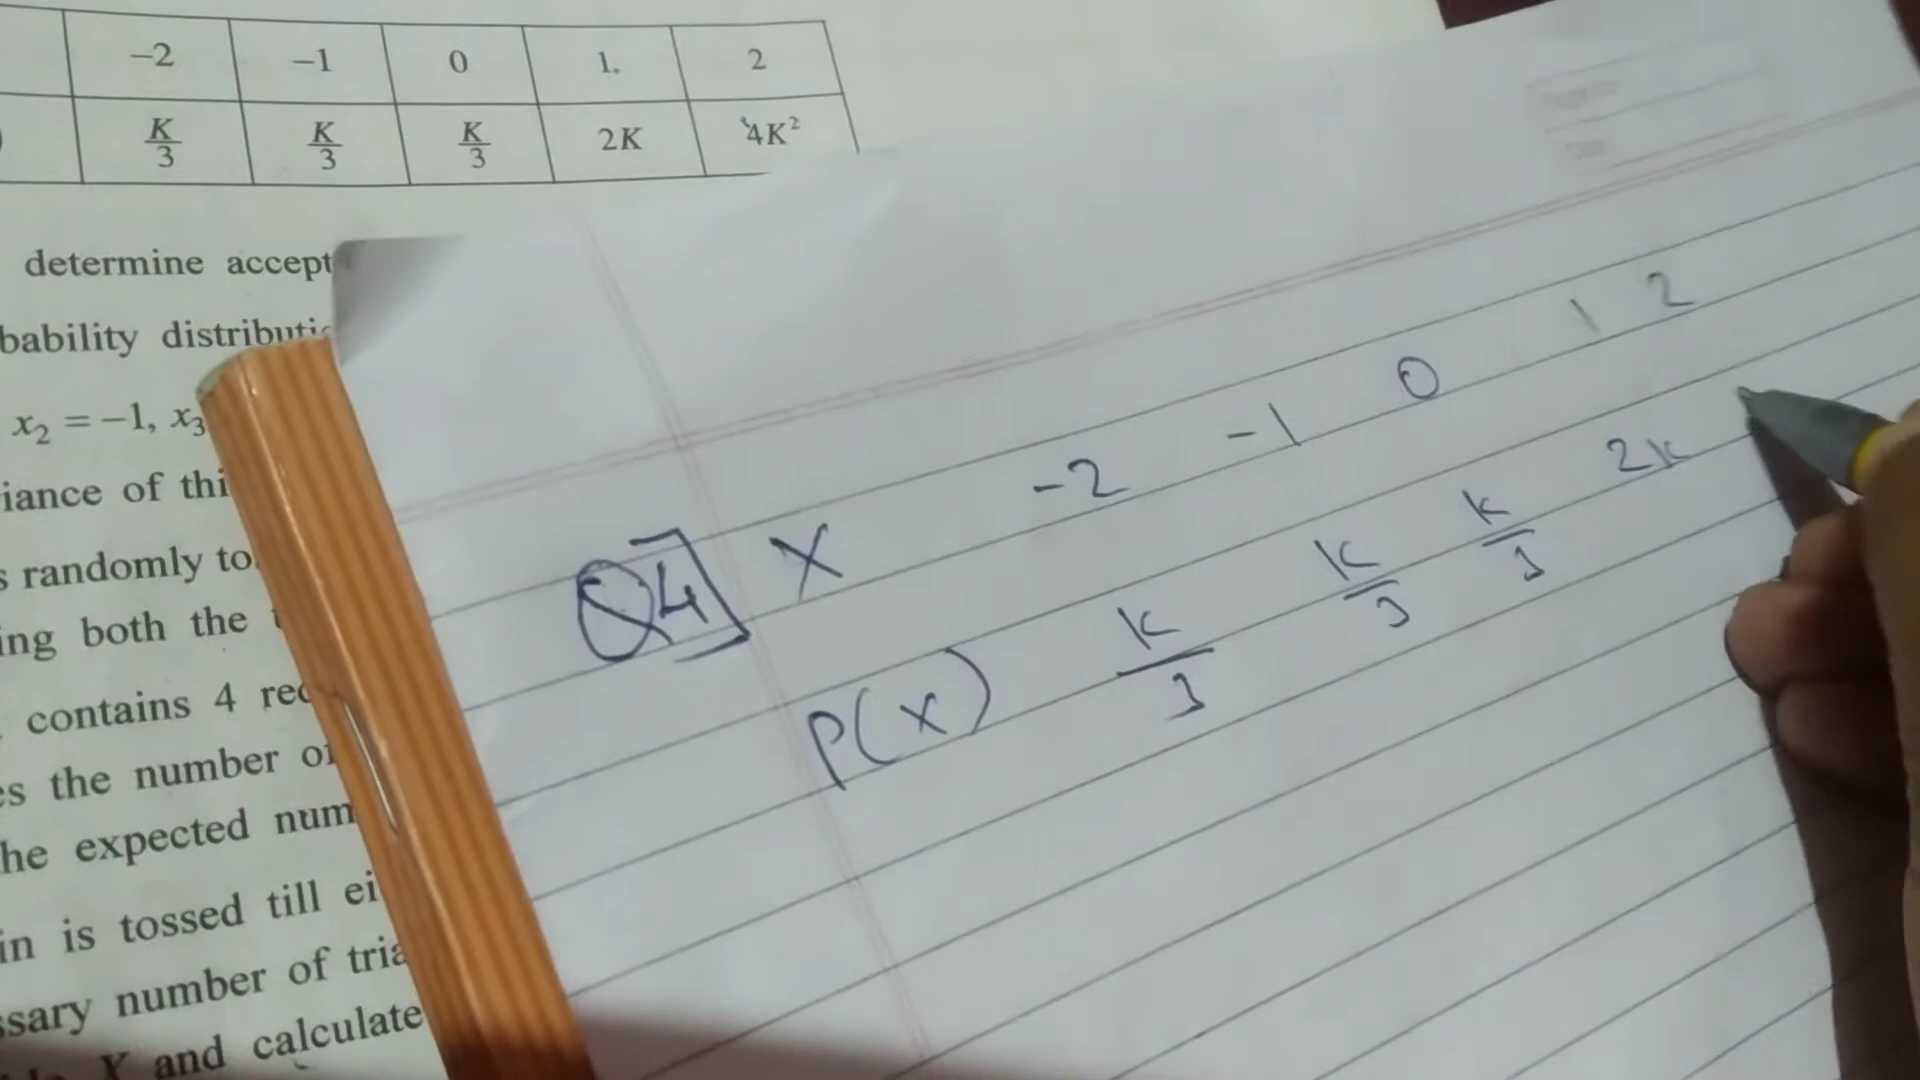 -2 -1 0 1. 2
) K/3 K/3 K/3 2K 4K²
determine accept
bability distributi
x₂ = −1, x₃
iance of thi
s randomly to
ing both the
contains 4 red
es the number of
he expected num
in is tossed till ei
ssary number of tria
X and calculate
Q4] X -2 -1 0 1 2
P(X) K/3 K/3 K/3 2K